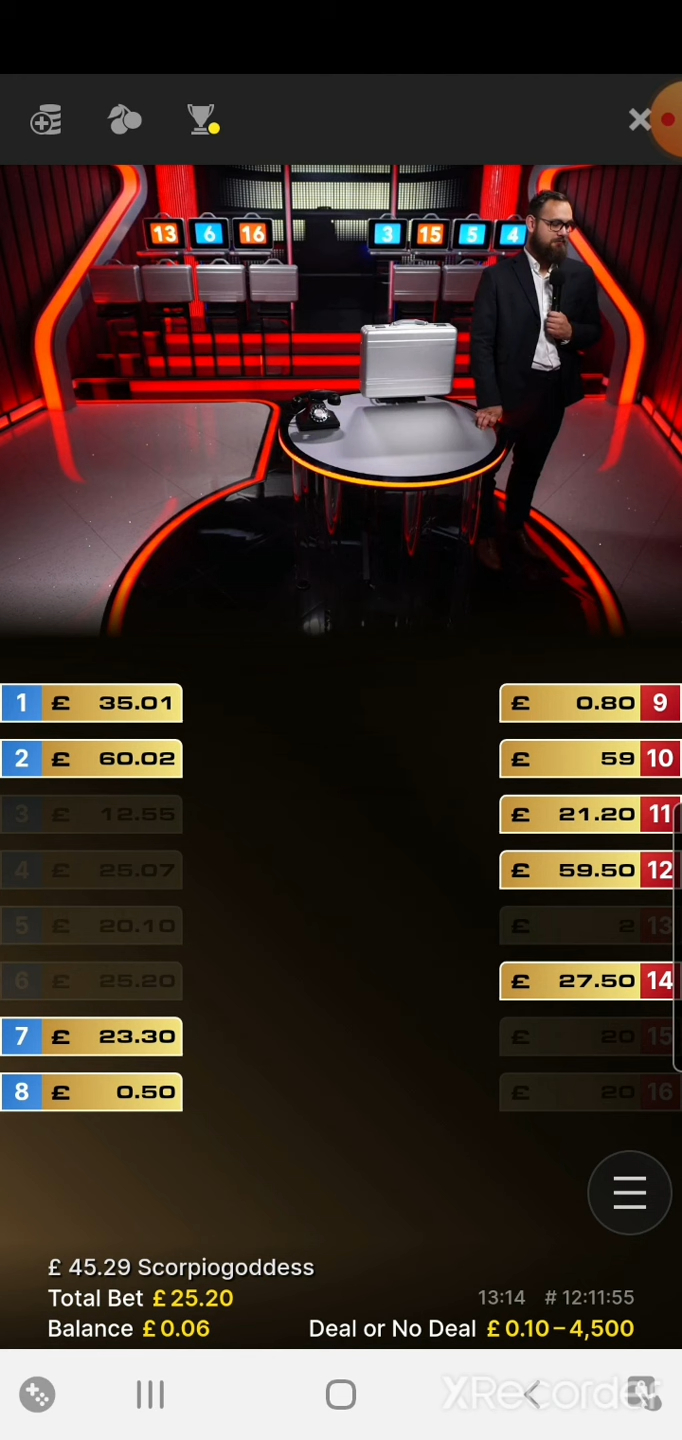 13 6 16 3 15 5 4
1 £ 35.01
£ 0.80 9
2 £ 60.02
£ 59 10
3 £ 12.55
£ 21.20 11
4 £ 25.07
£ 59.50 12
5 £ 20.10
£ 2 13
6 £ 25.20
£ 27.50 14
7 £ 23.30
£ 20 15
8 £ 0.50
£ 20 16
£ 45.29 Scorpiogoddess
Total Bet £25.20
13:14 # 12:11:55
Balance £0.06
Deal or No Deal £0.10–4,500
XRecorder